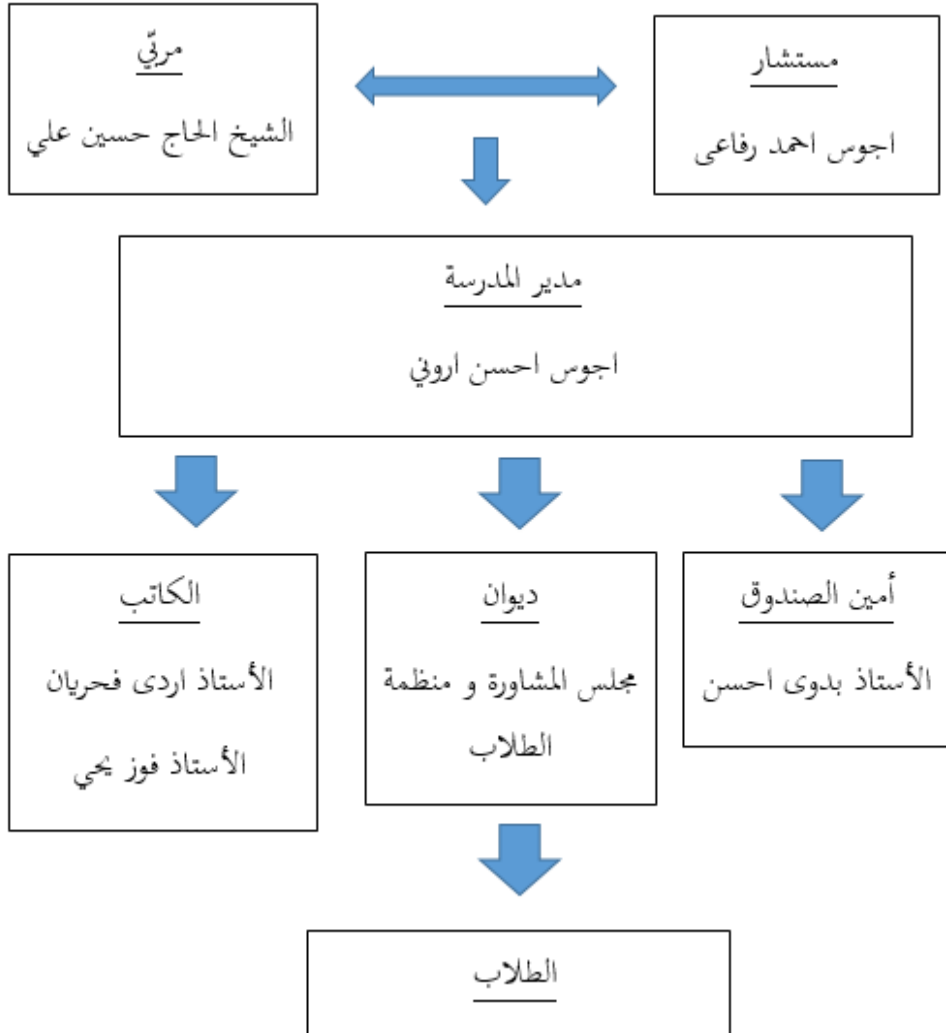 مستشار
اجوس احمد رفاعى
مربّي
الشيخ الحاج حسين علي
مدير المدرسة
اجوس احسن اروني
أمين الصندوق
الأستاذ بدوى احسن
ديوان
مجلس المشاورة و منظمة
الطلاب
الكاتب
الأستاذ اردى فحريان
الأستاذ فوز يحي
الطلاب